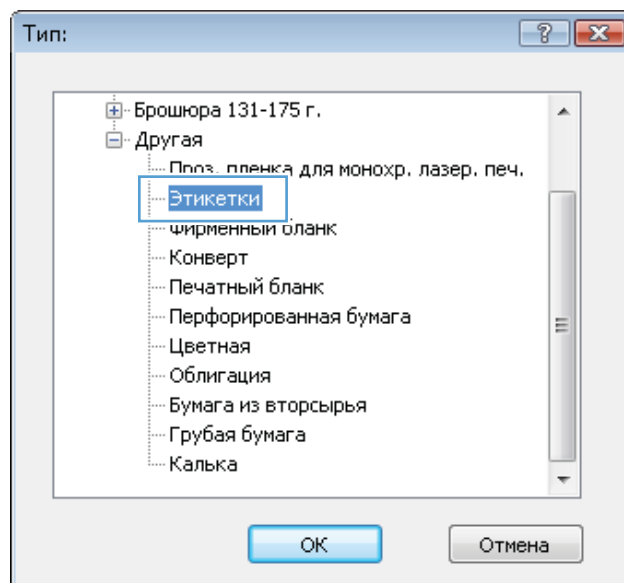 Тип:
Брошюра 131-175 г.
Другая
Проз. пленка для монохр. лазер. печ.
Этикетки
Фирменный бланк
Конверт
Печатный бланк
Перфорированная бумага
Цветная
Облигация
Бумага из вторсырья
Грубая бумага
Калька
ОК
Отмена